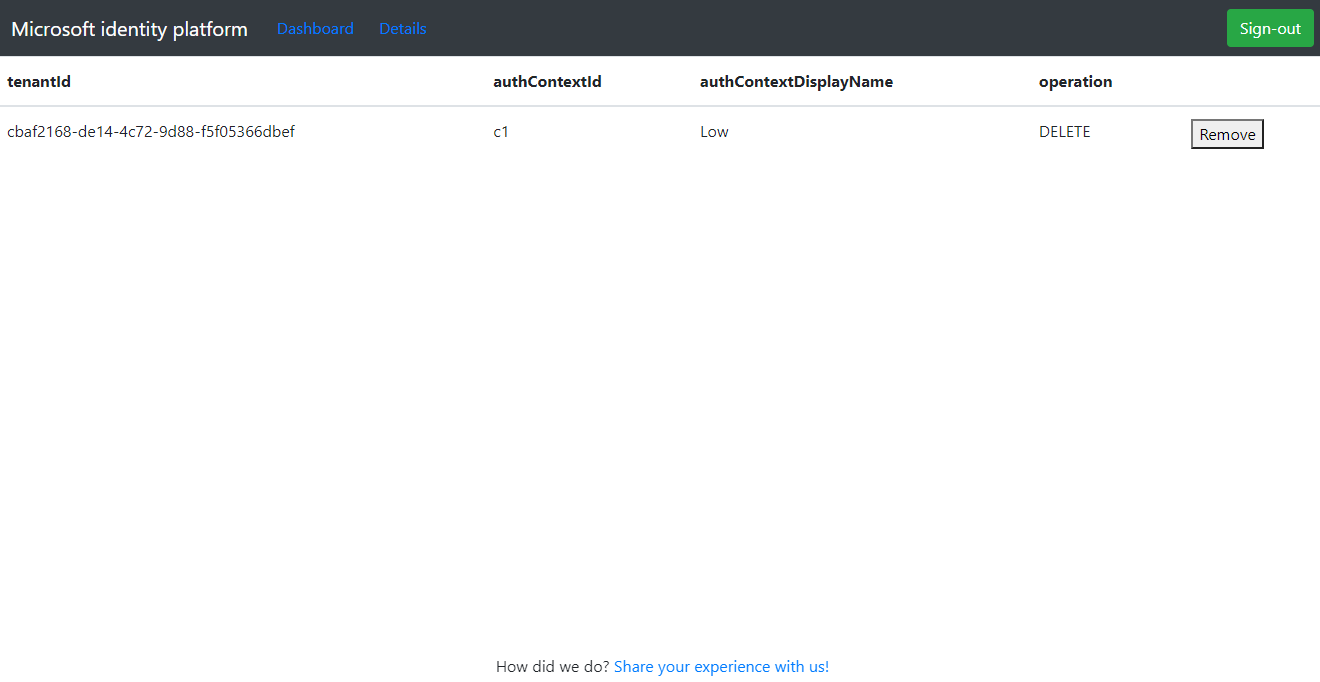 Microsoft identity platform Dashboard Details Sign-out
tenantId authContextId authContextDisplayName operation
cbaf2168-de14-4c72-9d88-f5f05366dbef c1 Low DELETE Remove
How did we do? Share your experience with us!